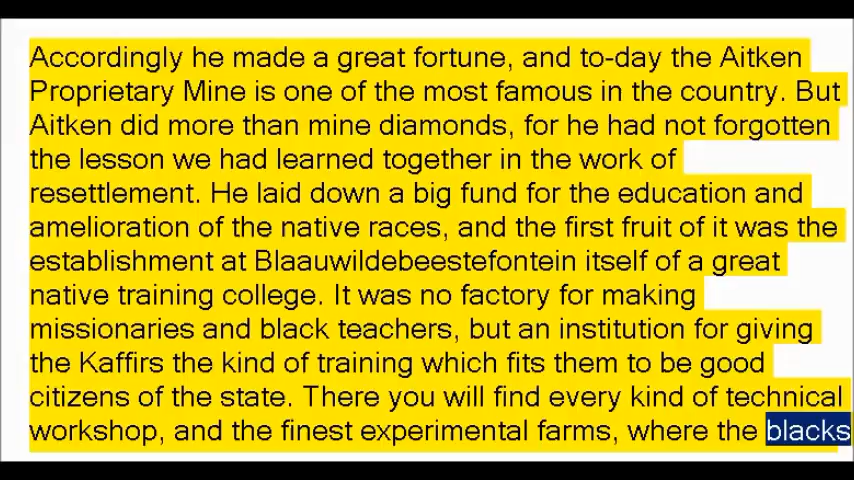 Accordingly he made a great fortune, and to-day the Aitken
Proprietary Mine is one of the most famous in the country. But
Aitken did more than mine diamonds, for he had not forgotten
the lesson we had learned together in the work of
resettlement. He laid down a big fund for the education and
amelioration of the native races, and the first fruit of it was the
establishment at Blaauwildebeestefontein itself of a great
native training college. It was no factory for making
missionaries and black teachers, but an institution for giving
the Kaffirs the kind of training which fits them to be good
citizens of the state. There you will find every kind of technical
workshop, and the finest experimental farms, where the blacks